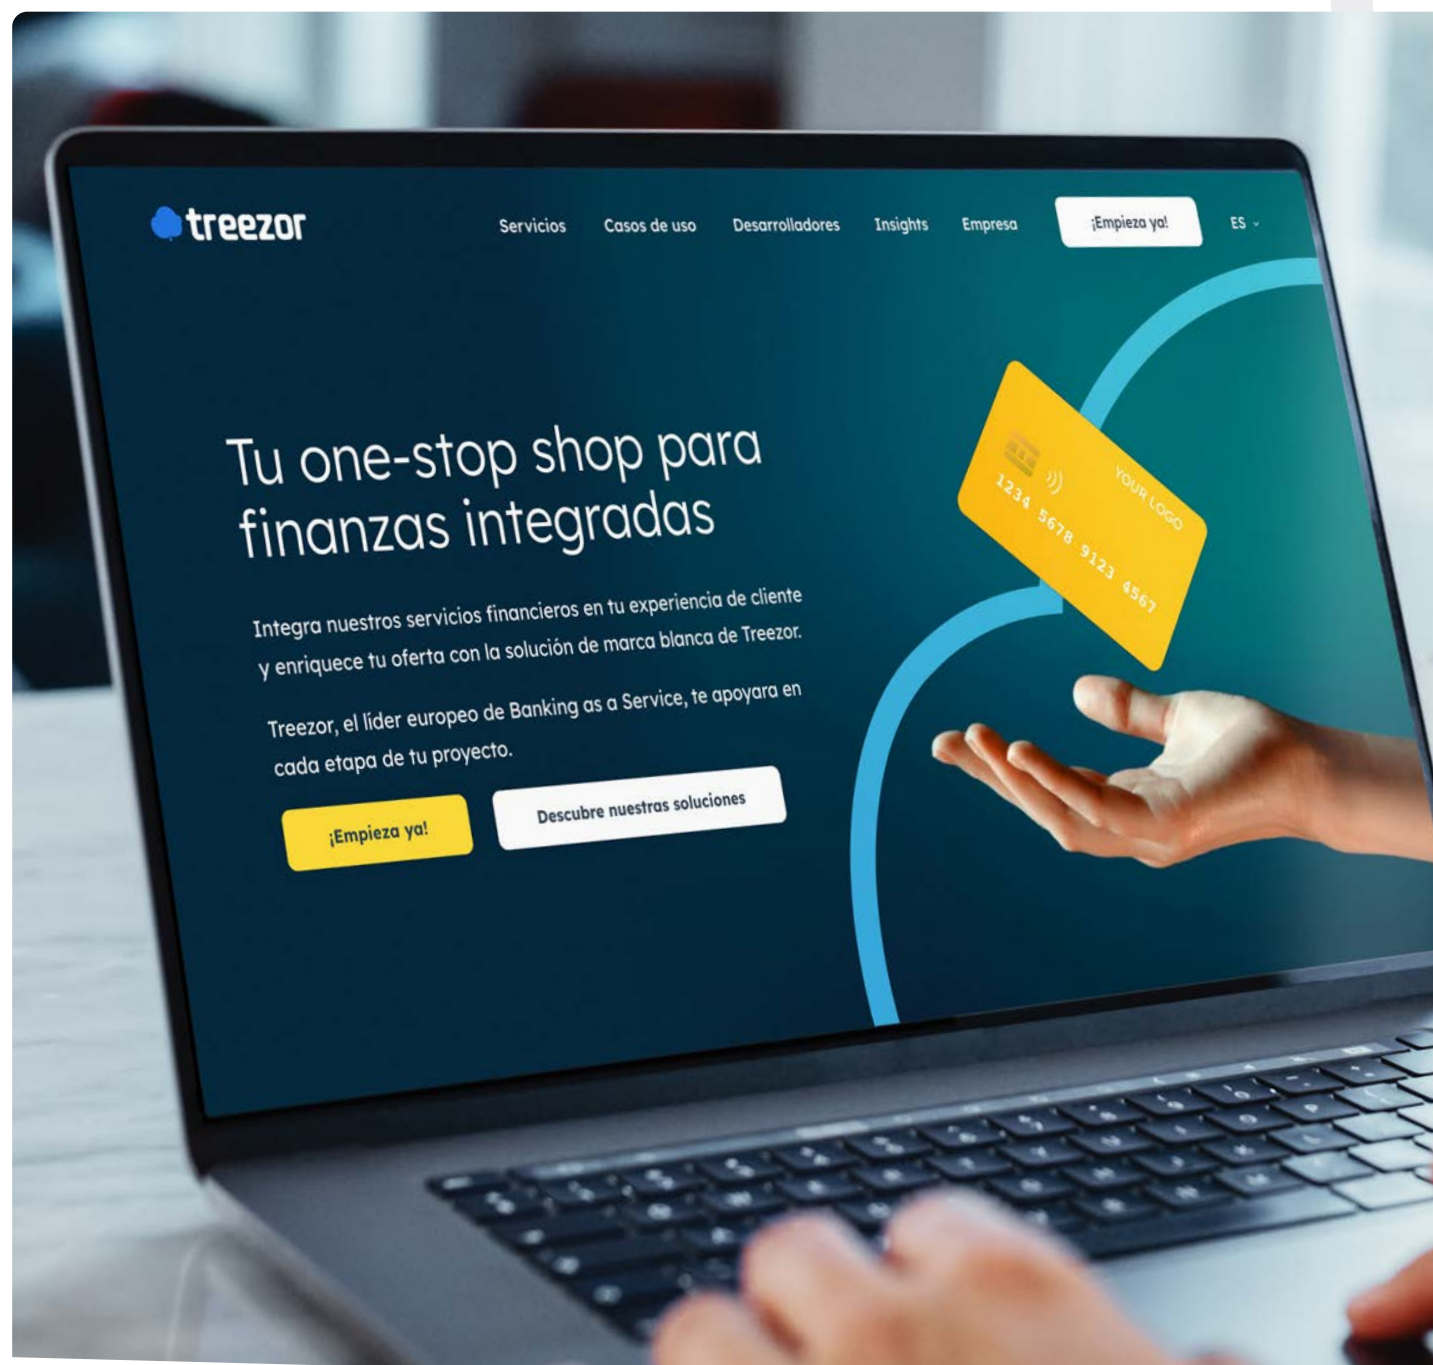 treezor
Servicios
Casos de uso
Desarrolladores
Insights
Empresa
¡Empieza ya!
ES
Tu one-stop shop para
finanzas integradas
Integra nuestros servicios financieros en tu experiencia de cliente
y enriquece tu oferta con la solución de marca blanca de Treezor.
Treezor, el líder europeo de Banking as a Service, te apoyara en
cada etapa de tu proyecto.
¡Empieza ya!
Descubre nuestras soluciones
YOUR LOGO
1234 5678 9123 4567